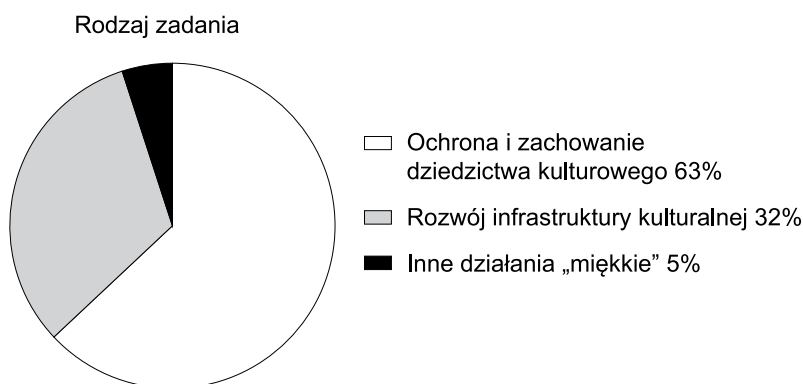 Rodzaj zadania
Ochrona i zachowanie
dziedzictwa kulturowego 63%
Rozwój infrastruktury kulturalnej 32%
Inne działania „miękkie” 5%